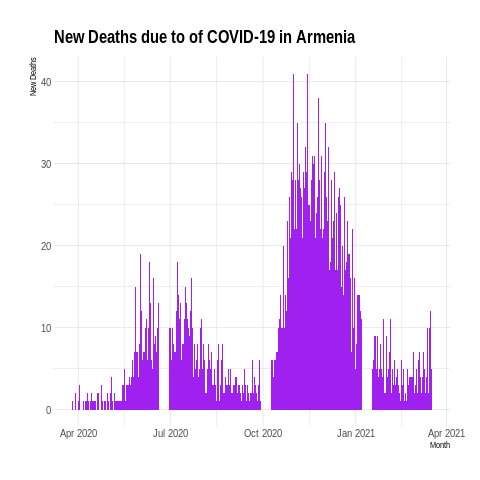 New Deaths due to of COVID-19 in Armenia
New Deaths
40
30
20
10
0
Apr 2020 Jul 2020 Oct 2020 Jan 2021 Apr 2021
Month